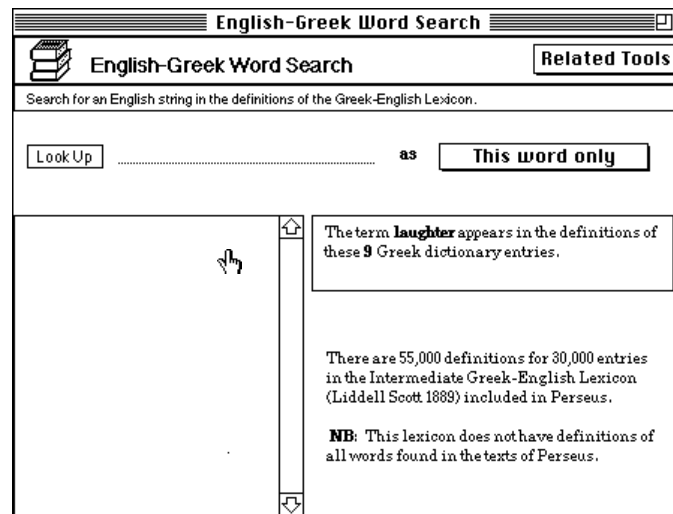 English-Greek Word Search
English-Greek Word Search
Related Tools
Search for an English string in the definitions of the Greek-English Lexicon.
Look Up
as
This word only
The term laughter appears in the definitions of
these 9 Greek dictionary entries.
There are 55,000 definitions for 30,000 entries
in the Intermediate Greek-English Lexicon
(Liddell Scott 1889) included in Perseus.
NB: This lexicon does not have definitions of
all words found in the texts of Perseus.